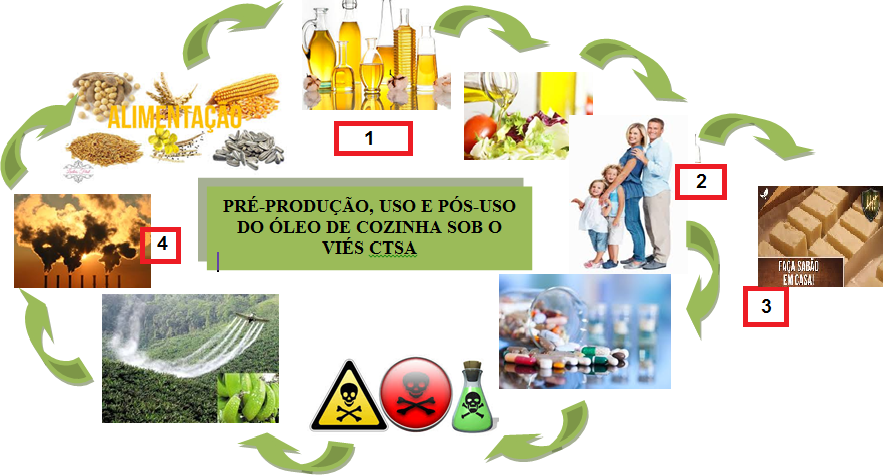 ALIMENTAÇÃO
1
2
PRÉ-PRODUÇÃO, USO E PÓS-USO
DO ÓLEO DE COZINHA SOB O
VIÉS CTSA
4
FAÇA SABÃO
EM CASA!
3